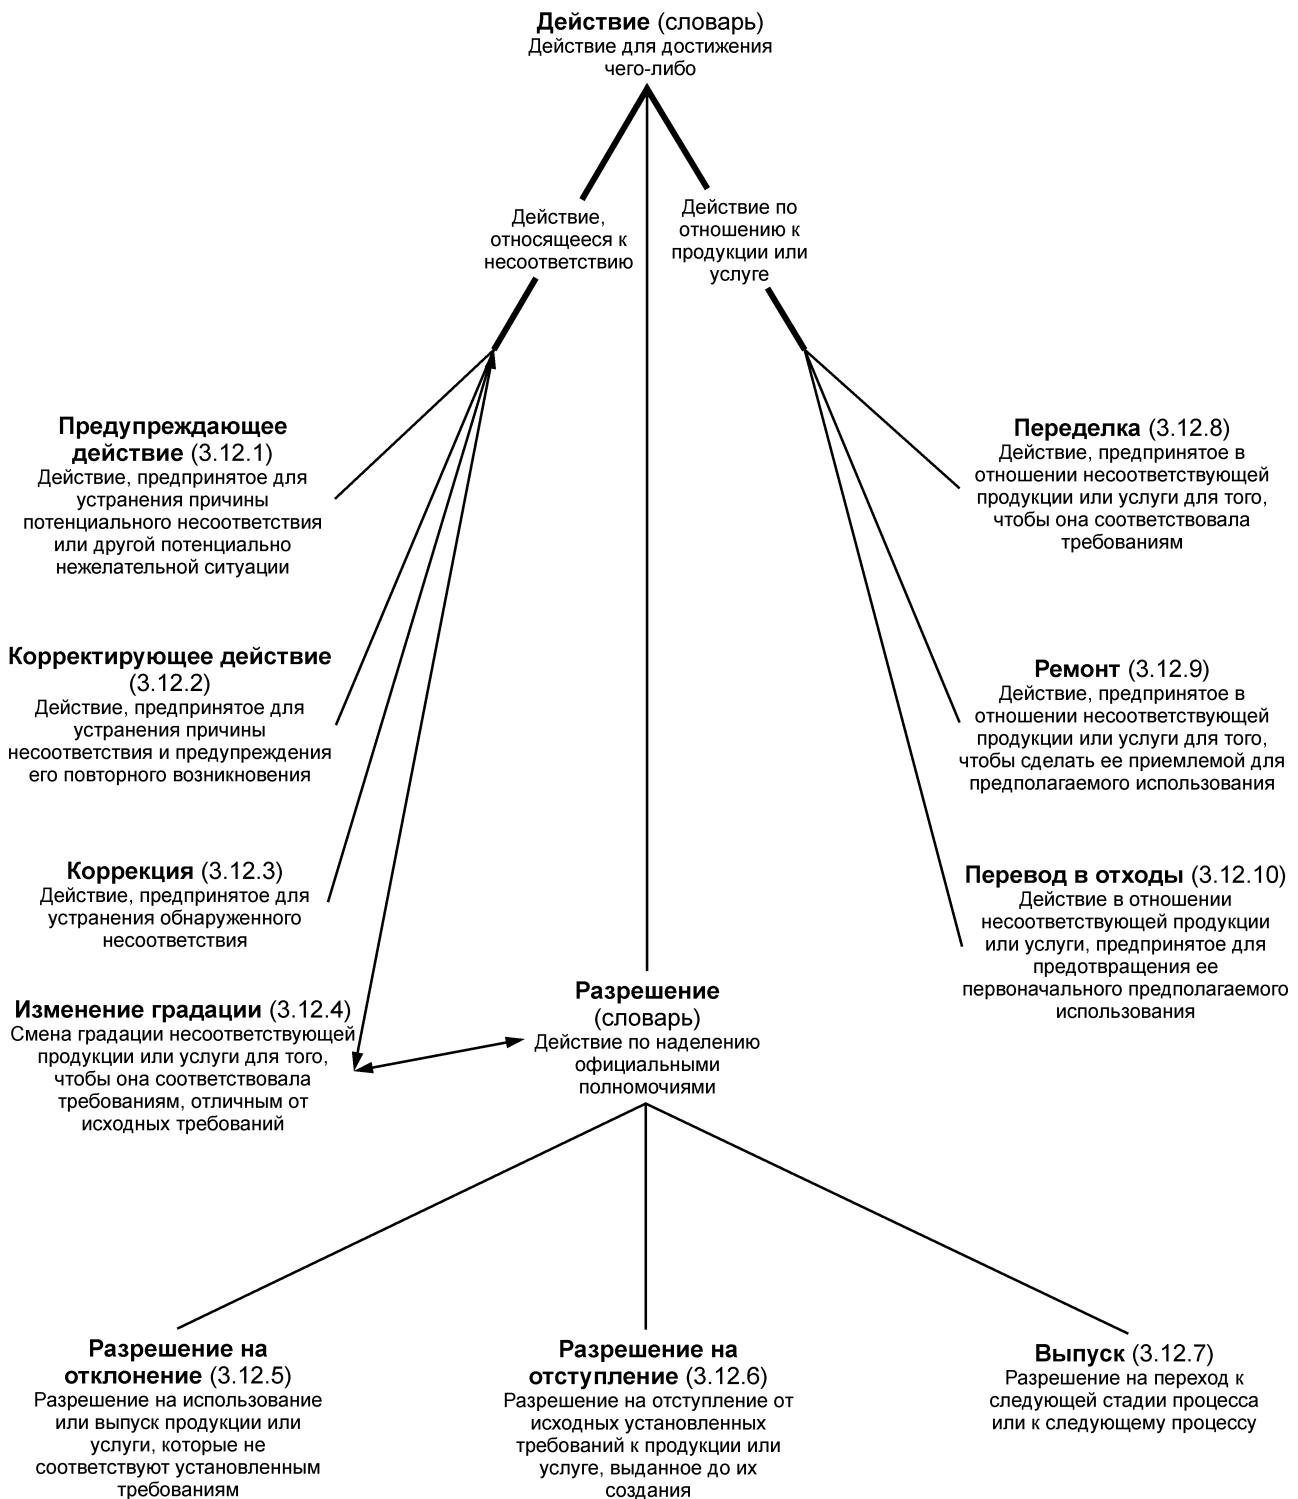 Действие (словарь)
Действие для достижения
чего-либо
Действие,
относящееся к
несоответствию
Действие по
отношению к
продукции или
услуге
Предупреждающее
действие (3.12.1)
Действие, предпринятое для
устранения причины
потенциального несоответствия
или другой потенциально
нежелательной ситуации
Переделка (3.12.8)
Действие, предпринятое в
отношении несоответствующей
продукции или услуги для того,
чтобы она соответствовала
требованиям
Корректирующее действие
(3.12.2)
Действие, предпринятое для
устранения причины
несоответствия и предупреждения
его повторного возникновения
Ремонт (3.12.9)
Действие, предпринятое в
отношении несоответствующей
продукции или услуги для того,
чтобы сделать ее приемлемой для
предполагаемого использования
Коррекция (3.12.3)
Действие, предпринятое для
устранения обнаруженного
несоответствия
Перевод в отходы (3.12.10)
Действие в отношении
несоответствующей продукции
или услуги, предпринятое для
предотвращения ее
первоначального предполагаемого
использования
Изменение градации (3.12.4)
Смена градации несоответствующей
продукции или услуги для того,
чтобы она соответствовала
требованиям, отличным от
исходных требований
Разрешение
(словарь)
Действие по наделению
официальными
полномочиями
Разрешение на
отклонение (3.12.5)
Разрешение на использование
или выпуск продукции или
услуги, которые не
соответствуют установленным
требованиям
Разрешение на
отступление (3.12.6)
Разрешение на отступление от
исходных установленных
требований к продукции или
услуге, выданное до их
создания
Выпуск (3.12.7)
Разрешение на переход к
следующей стадии процесса
или к следующему процессу